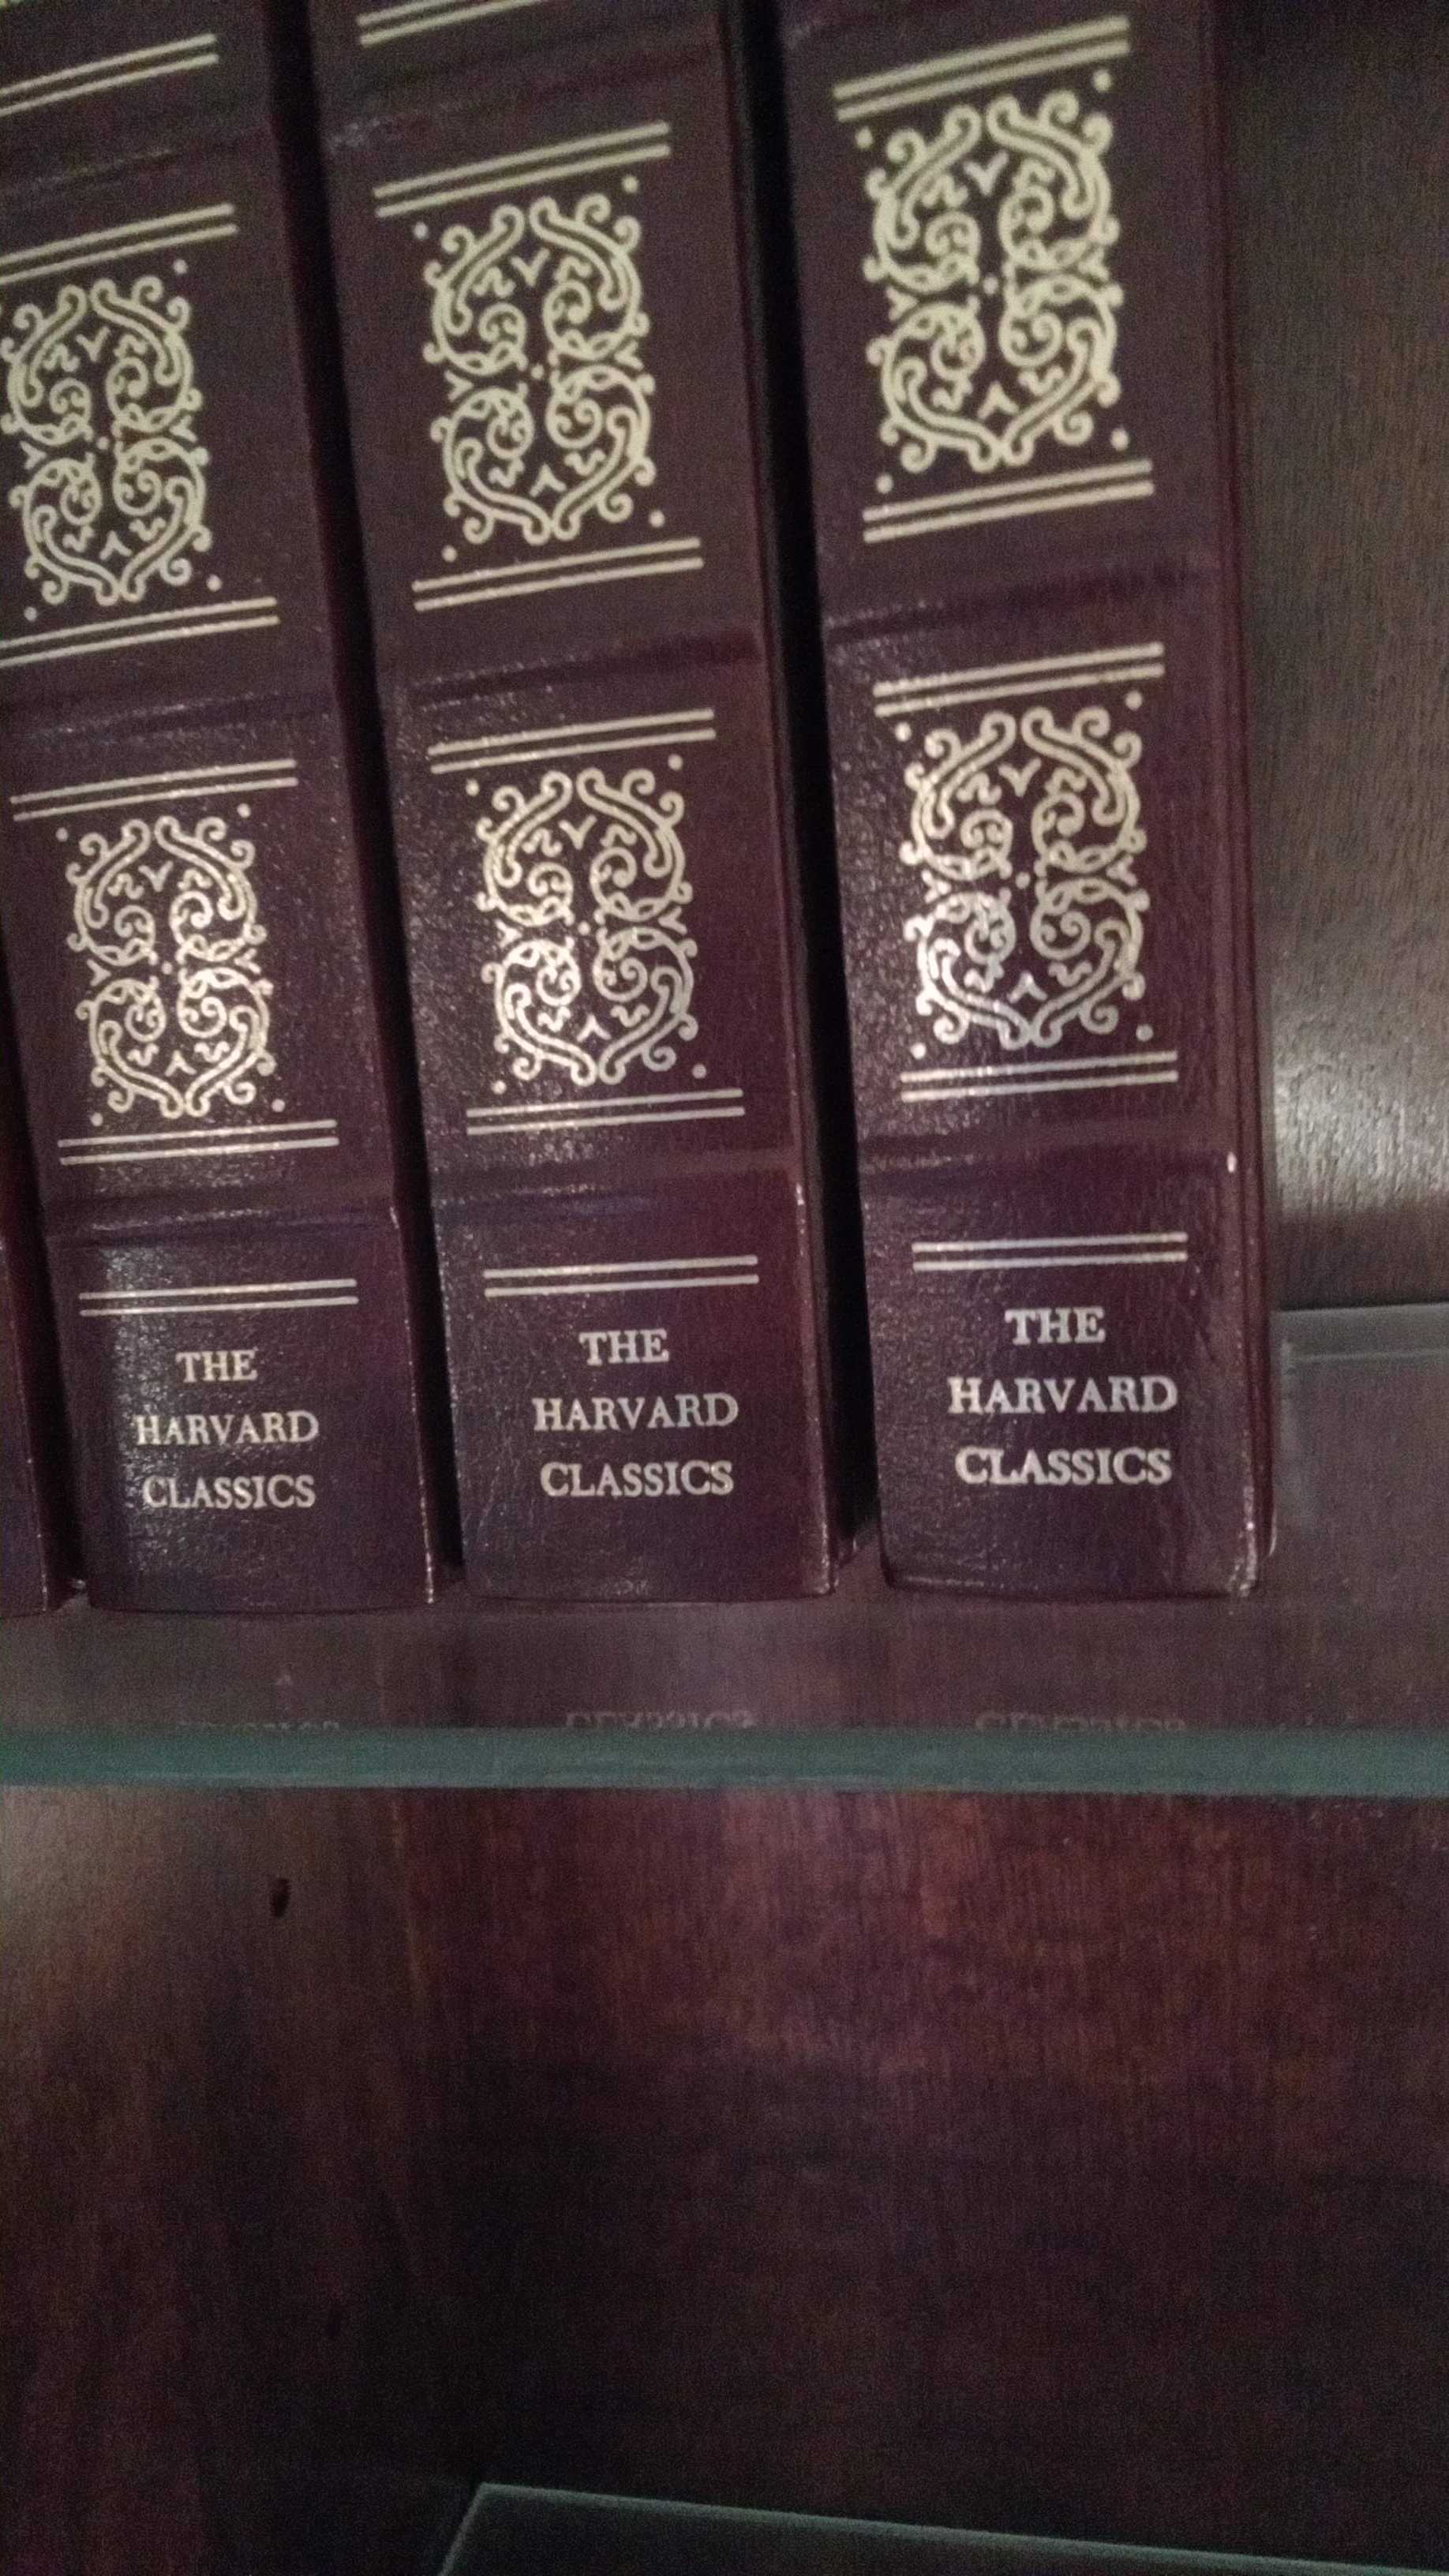 THE
HARVARD
CLASSICS
THE
HARVARD
CLASSICS
THE
HARVARD
CLASSICS